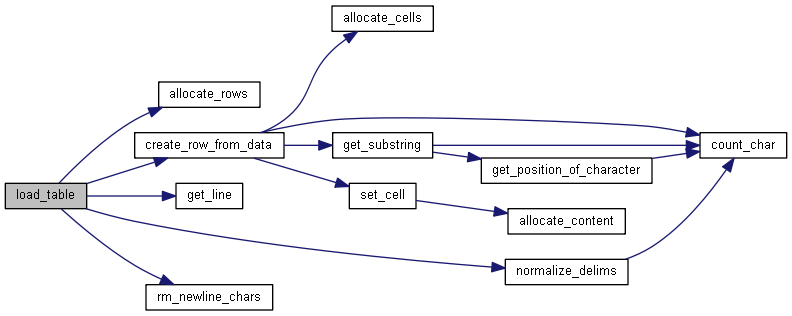 allocate_cells
allocate_rows
create_row_from_data
get_substring
count_char
get_position_of_character
load_table
get_line
set_cell
allocate_content
normalize_delims
rm_newline_chars